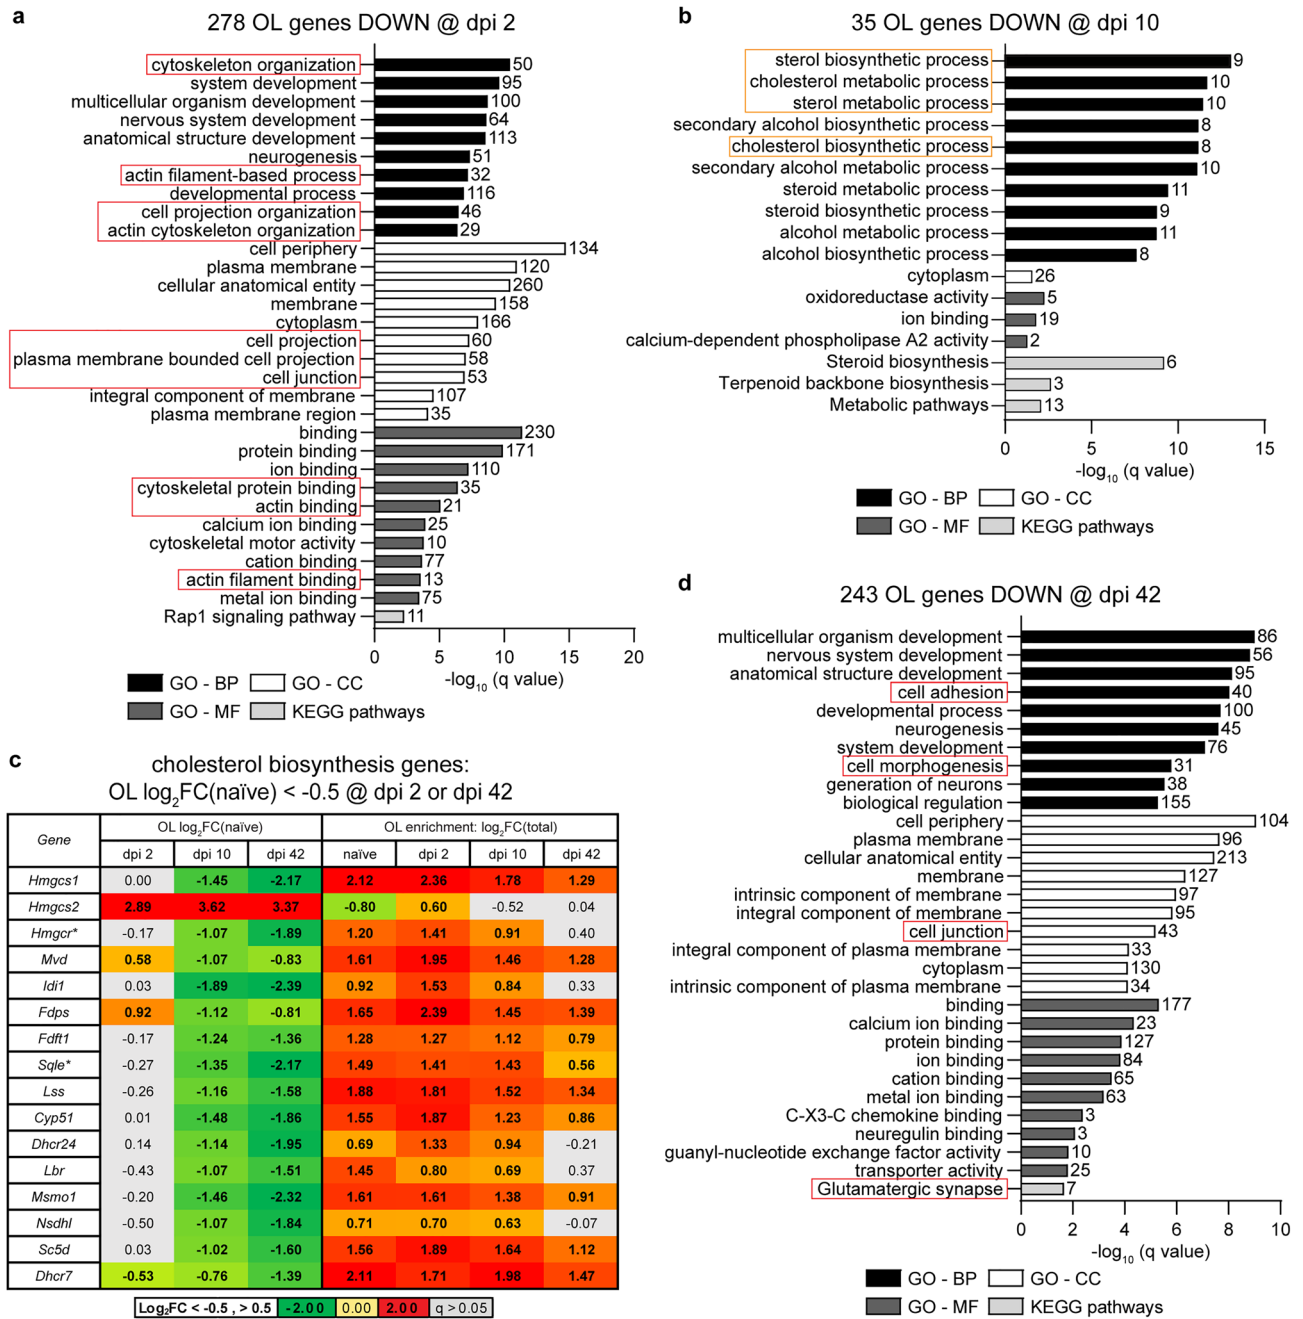 a
278 OL genes DOWN @ dpi 2
cytoskeleton organization 50
system development 95
multicellular organism development 100
nervous system development 64
anatomical structure development 113
neurogenesis 51
actin filament-based process 32
developmental process 116
cell projection organization 46
actin cytoskeleton organization 29
cell periphery 134
plasma membrane 120
cellular anatomical entity 260
membrane 158
cytoplasm 166
cell projection 60
plasma membrane bounded cell projection 58
cell junction 53
integral component of membrane 107
plasma membrane region 35
binding 230
protein binding 171
ion binding 110
cytoskeletal protein binding 35
actin binding 21
calcium ion binding 25
cytoskeletal motor activity 10
cation binding 77
actin filament binding 13
metal ion binding 75
Rap1 signaling pathway 11
0 5 10 15 20
-log10 (q value)
GO - BP GO - CC
GO - MF KEGG pathways
b
35 OL genes DOWN @ dpi 10
sterol biosynthetic process 9
cholesterol metabolic process 10
sterol metabolic process 10
secondary alcohol biosynthetic process 8
cholesterol biosynthetic process 8
secondary alcohol metabolic process 10
steroid metabolic process 11
steroid biosynthetic process 9
alcohol metabolic process 11
alcohol biosynthetic process 8
cytoplasm 26
oxidoreductase activity 5
ion binding 19
calcium-dependent phospholipase A2 activity 2
Steroid biosynthesis 6
Terpenoid backbone biosynthesis 3
Metabolic pathways 13
0 5 10 15
-log10 (q value)
GO - BP GO - CC
GO - MF KEGG pathways
c
cholesterol biosynthesis genes:
OL log2FC(naïve) < -0.5 @ dpi 2 or dpi 42
Gene OL log2FC(naïve) OL enrichment: log2FC(total)
dpi 2 dpi 10 dpi 42 naïve dpi 2 dpi 10 dpi 42
Hmgcs1 0.00 -1.45 -2.17 2.12 2.36 1.78 1.29
Hmgcs2 2.89 3.62 3.37 -0.80 0.60 -0.52 0.04
Hmgcr* -0.17 -1.07 -1.89 1.20 1.41 0.91 0.40
Mvd 0.58 -1.07 -0.83 1.61 1.95 1.46 1.28
Idi1 0.03 -1.89 -2.39 0.92 1.53 0.84 0.33
Fdps 0.92 -1.12 -0.81 1.65 2.39 1.45 1.39
Fdft1 -0.17 -1.24 -1.36 1.28 1.27 1.12 0.79
Sqle* -0.27 -1.35 -2.17 1.49 1.41 1.43 0.56
Lss -0.26 -1.16 -1.58 1.88 1.81 1.52 1.34
Cyp51 0.01 -1.48 -1.86 1.55 1.87 1.23 0.86
Dhcr24 0.14 -1.14 -1.95 0.69 1.33 0.94 -0.21
Lbr -0.43 -1.07 -1.51 1.45 0.80 0.69 0.37
Msmo1 -0.20 -1.46 -2.32 1.61 1.61 1.38 0.91
Nsdhl -0.50 -1.07 -1.84 0.71 0.70 0.63 -0.07
Sc5d 0.03 -1.02 -1.60 1.56 1.89 1.64 1.12
Dhcr7 -0.53 -0.76 -1.39 2.11 1.71 1.98 1.47
Log2FC < -0.5 , > 0.5 -2.00 0.00 2.00 q > 0.05
d
243 OL genes DOWN @ dpi 42
multicellular organism development 86
nervous system development 56
anatomical structure development 95
cell adhesion 40
developmental process 100
neurogenesis 45
system development 76
cell morphogenesis 31
generation of neurons 38
biological regulation 155
cell periphery 104
plasma membrane 96
cellular anatomical entity 213
membrane 127
intrinsic component of membrane 97
integral component of membrane 95
cell junction 43
integral component of plasma membrane 33
cytoplasm 130
intrinsic component of plasma membrane 34
binding 177
calcium ion binding 23
protein binding 127
ion binding 84
cation binding 65
metal ion binding 63
C-X3-C chemokine binding 3
neuregulin binding 3
guanyl-nucleotide exchange factor activity 10
transporter activity 25
Glutamatergic synapse 7
0 2 4 6 8 10
-log10 (q value)
GO - BP GO - CC
GO - MF KEGG pathways